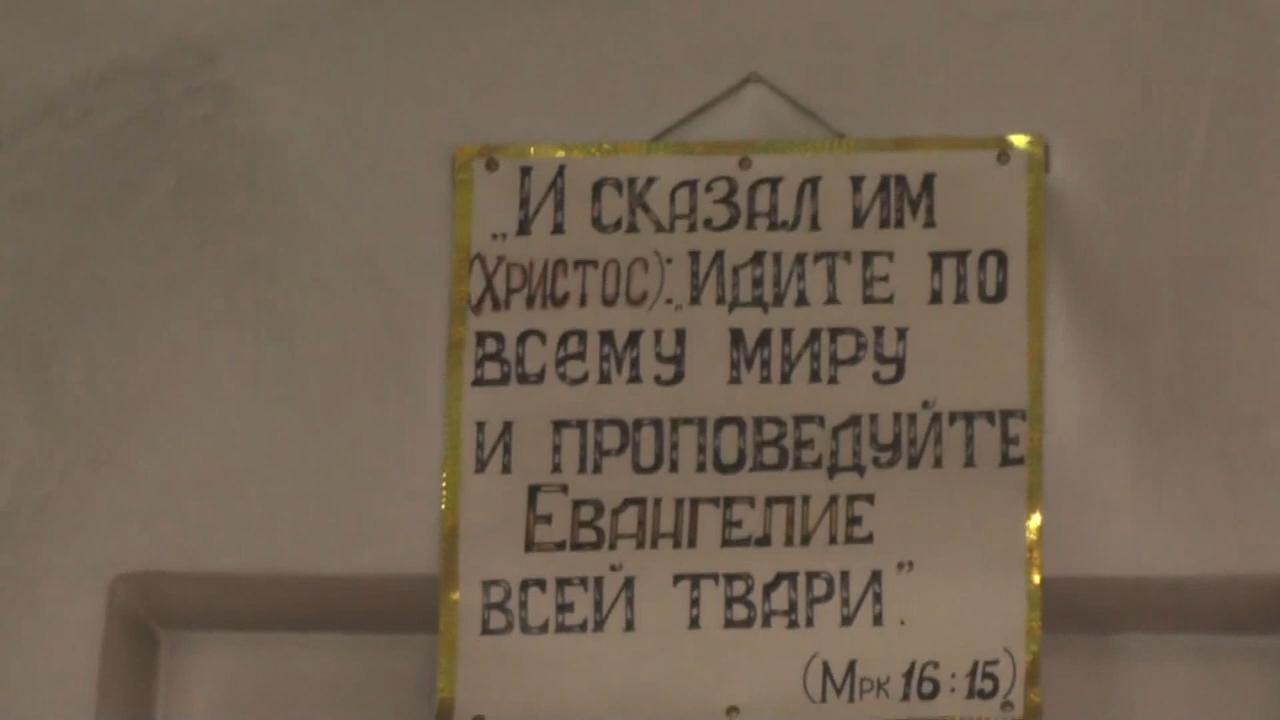 „И СКАЗАЛ ИМ
(ХРИСТОС): „ИДИТЕ ПО
ВСЕМУ МИРУ
И ПРОПОВЕДУЙТЕ
ЕВАНГЕЛИЕ
ВСЕЙ ТВАРИ”.
(Мрк 16:15)